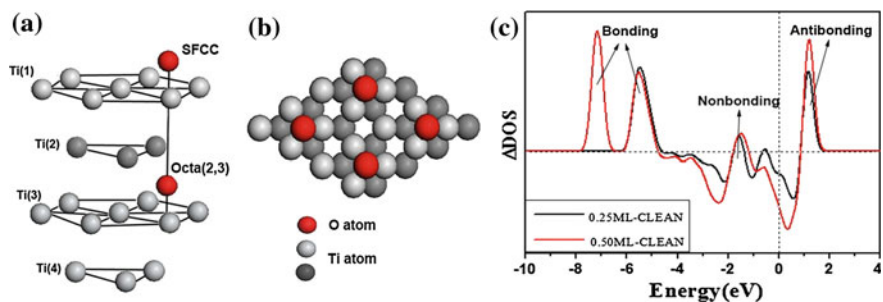 (a)
SFCC
Ti(1)
Ti(2)
Octa(2,3)
Ti(3)
Ti(4)
(b)
O atom
Ti atom
(c)
Bonding
Antibonding
Nonbonding
ΔDOS
0.25ML-CLEAN
0.50ML-CLEAN
-10 -8 -6 -4 -2 0 2 4
Energy(eV)